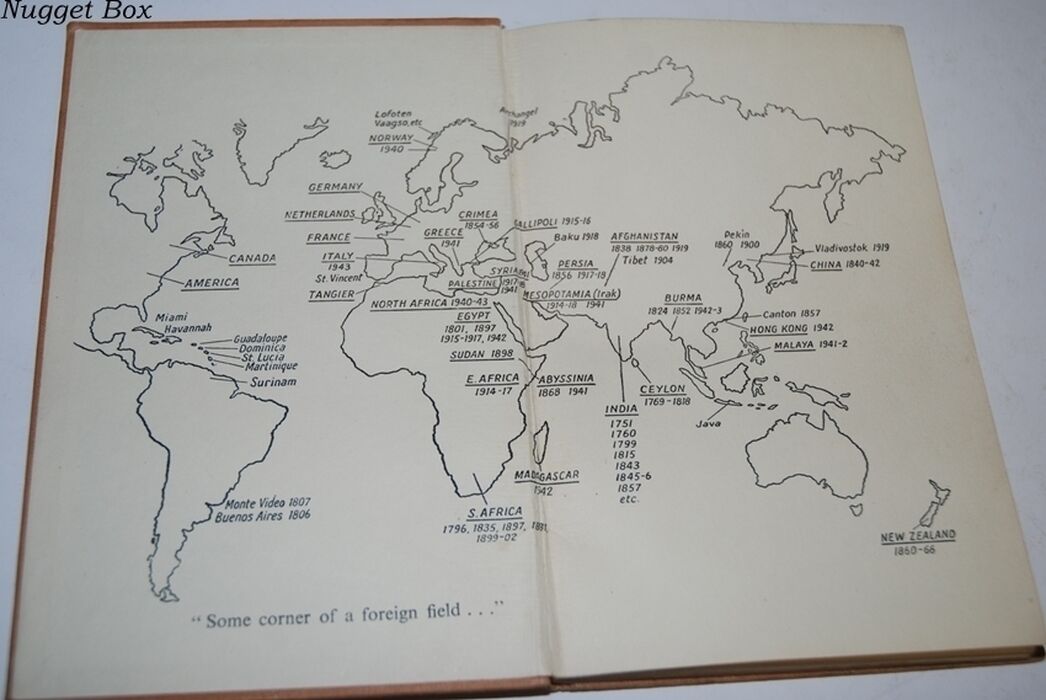 Nugget Box
Lofoten
Vaagso, etc
Archangel
1919
NORWAY
1940
GERMANY
NETHERLANDS
CRIMEA
1854-56
GALLIPOLI 1915-16
FRANCE
GREECE
1941
Baku 1918
AFGHANISTAN
1838 1878-80 1919
Tibet 1904
Pekin
1860 1900
Vladivostok 1919
CHINA 1840-42
CANADA
ITALY
1943
St. Vincent
SYRIA
PERSIA
1856 1917-18
AMERICA
TANGIER
PALESTINE
1941
MESOPOTAMIA (Irak)
1914-18 1941
NORTH AFRICA 1940-43
BURMA
1824 1852 1942-3
Miami
Havannah
EGYPT
1801, 1897
1915-1917, 1942
Canton 1857
HONG KONG 1942
MALAYA 1941-2
Guadaloupe
Dominica
St. Lucia
Martinique
Surinam
SUDAN 1898
E. AFRICA
1914-17
ABYSSINIA
1868 1941
CEYLON
1769-1818
INDIA
1751
1760
1799
1815
1843
1845-6
1857
etc.
Java
MADAGASCAR
1942
Monte Video 1807
Buenos Aires 1806
S. AFRICA
1796, 1835, 1897, 1881,
1899-02
NEW ZEALAND
1860-66
"Some corner of a foreign field . . ."